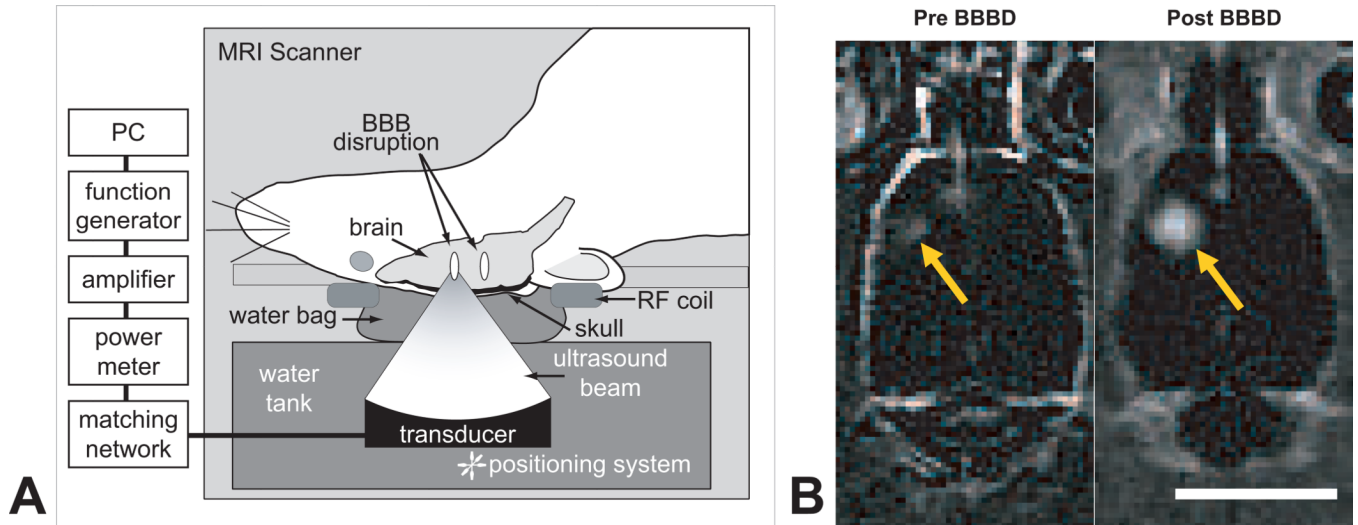 MRI Scanner
PC
function
generator
amplifier
power
meter
matching
network
BBB
disruption
brain
RF coil
water bag
skull
ultrasound
beam
water
tank
transducer
positioning system
A
Pre BBBD
Post BBBD
B